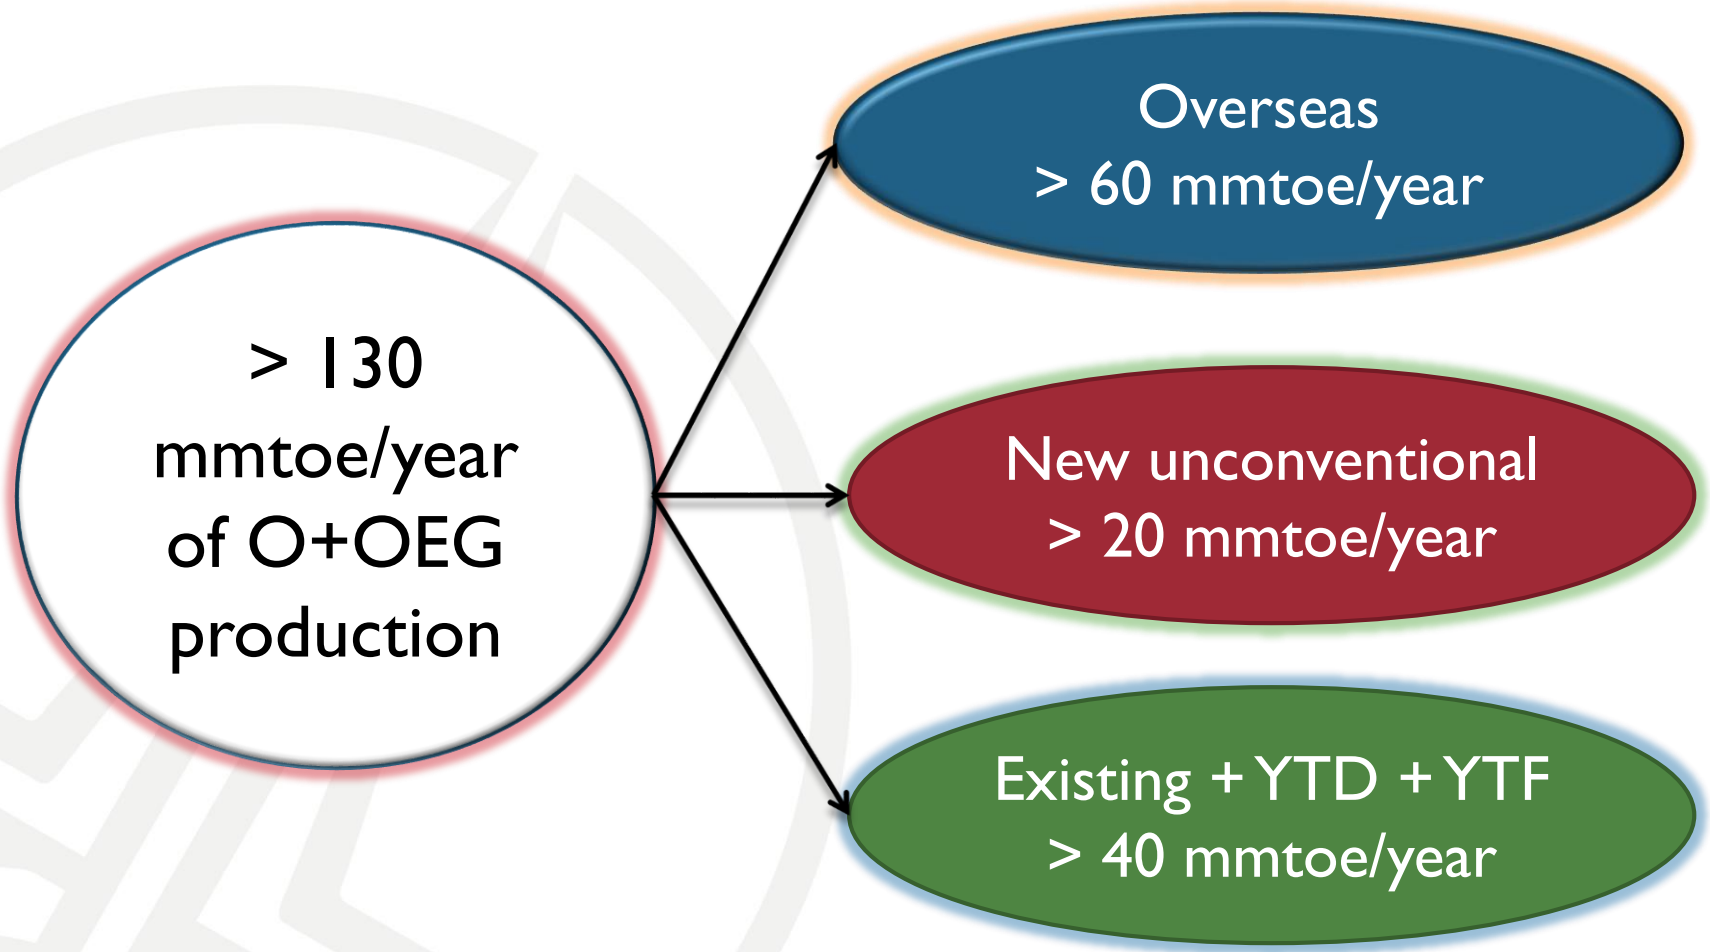 > 130
mmtoe/year
of O+OEG
production
Overseas
> 60 mmtoe/year
New unconventional
> 20 mmtoe/year
Existing + YTD + YTF
> 40 mmtoe/year